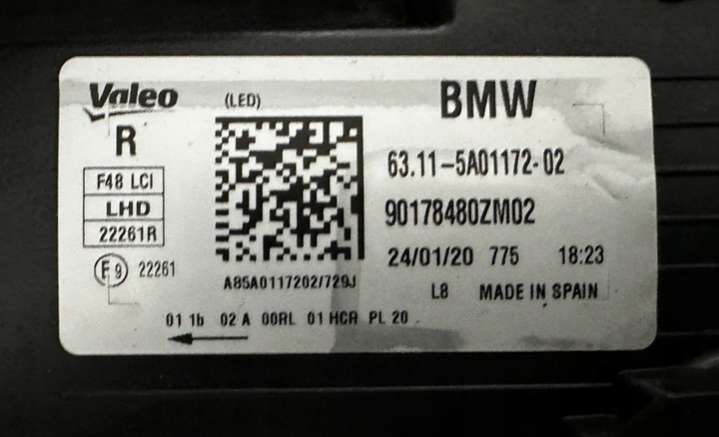 Valeo
(LED)
BMW
R
63.11-5A01172-02
F48 LCI
LHD
22261R
90178480ZM02
24/01/20 775 18:23
E9 22261
A85A0117202/729J
L8 MADE IN SPAIN
01 1b 02 A 00RL 01 HCR PL 20